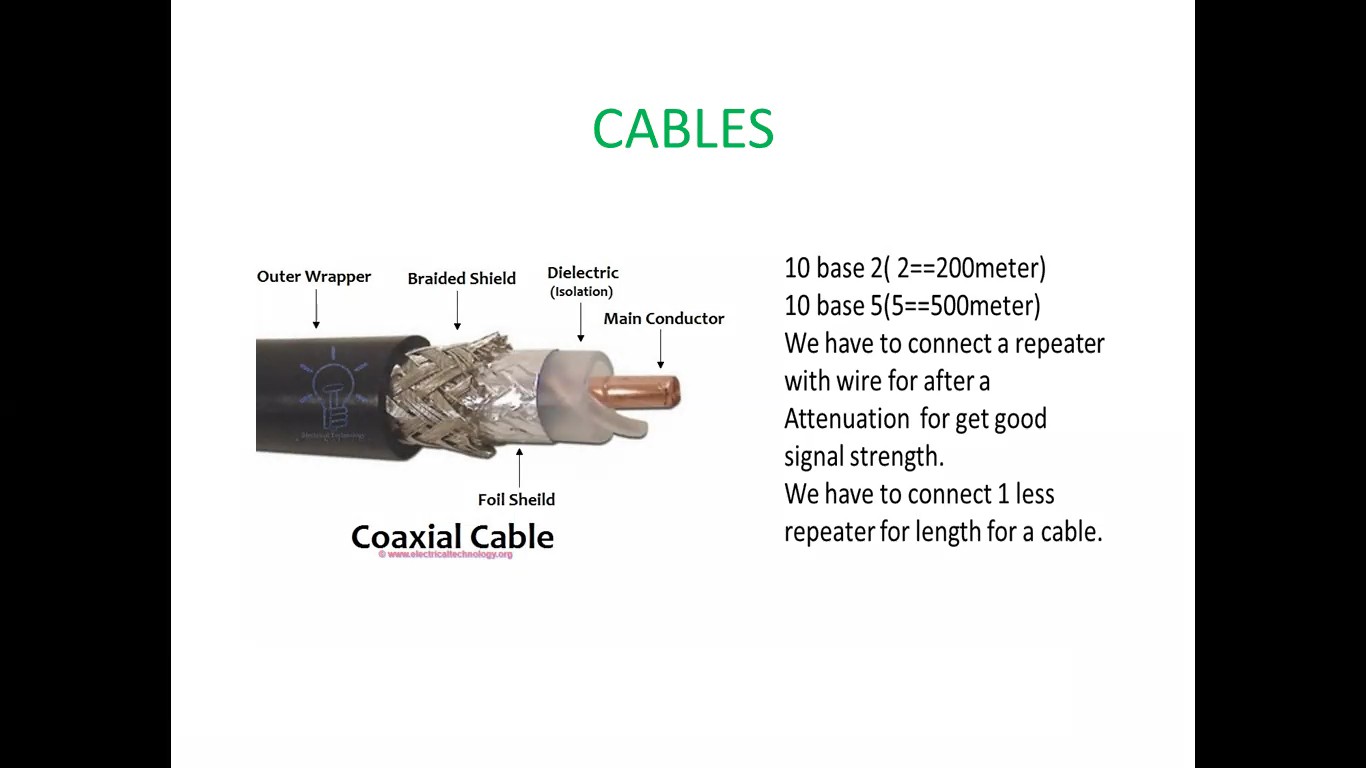 CABLES
Outer Wrapper
Braided Shield
Dielectric
(Isolation)
Main Conductor
Electrical Technology
Foil Sheild
Coaxial Cable
© www.electricaltechnology.org
10 base 2( 2==200meter)
10 base 5(5==500meter)
We have to connect a repeater
with wire for after a
Attenuation  for get good
signal strength.
We have to connect 1 less
repeater for length for a cable.